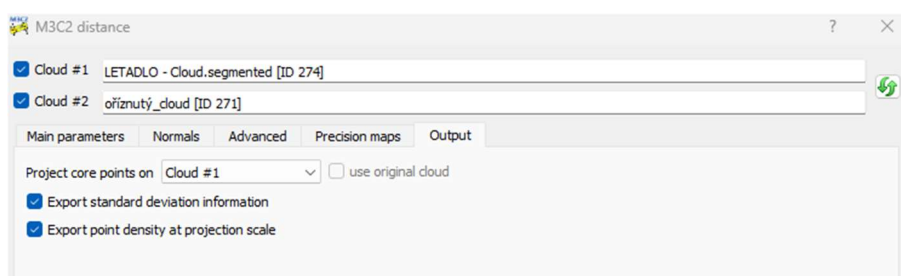 M3C2 distance ? ×
Cloud #1 LETADLO - Cloud.segmented [ID 274]
Cloud #2 oříznutý_cloud [ID 271]
Main parameters Normals Advanced Precision maps Output
Project core points on Cloud #1 use original cloud
Export standard deviation information
Export point density at projection scale